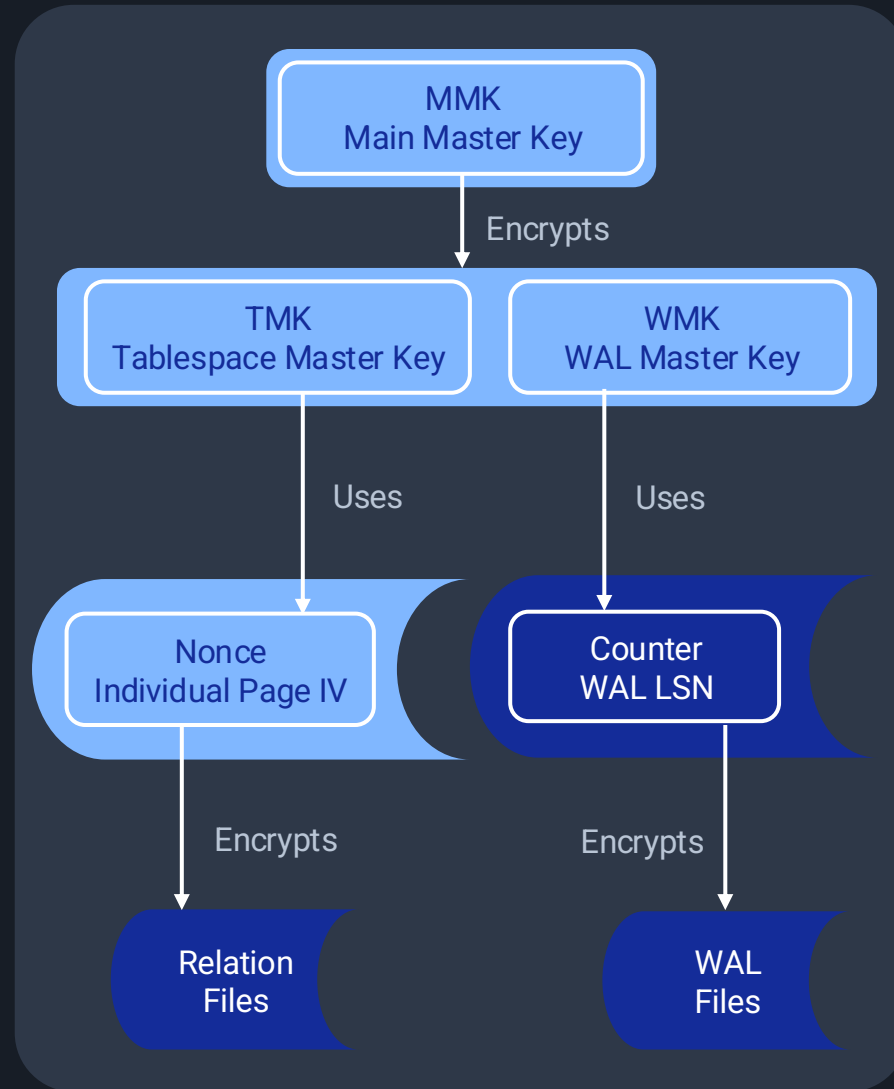 MMK
Main Master Key
Encrypts
TMK
Tablespace Master Key
WMK
WAL Master Key
Uses
Uses
Nonce
Individual Page IV
Counter
WAL LSN
Encrypts
Encrypts
Relation
Files
WAL
Files